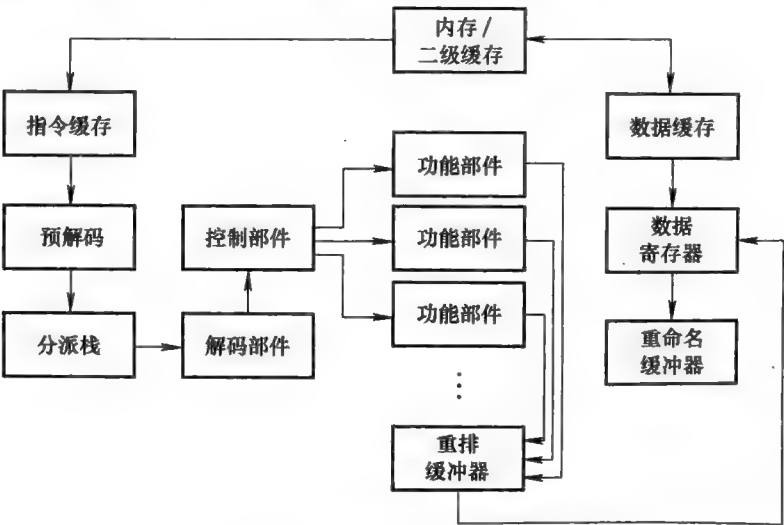 内存 /
二级缓存
指令缓存
数据缓存
功能部件
预解码
控制部件
功能部件
数据
寄存器
功能部件
分派栈
解码部件
重命名
缓冲器
重排
缓冲器